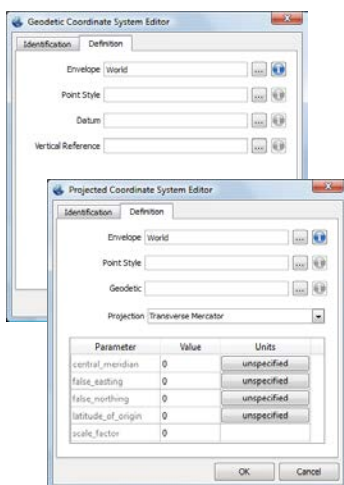 Geodetic Coordinate System Editor
Identification Definition
Envelope World ...
Point Style ...
Datum ...
Vertical Reference ...
Projected Coordinate System Editor
Identification Definition
Envelope World ...
Point Style
Geodetic ...
Projection Transverse Mercator
Parameter Value Units
central_meridian 0 unspecified
false_easting 0 unspecified
false_northing 0 unspecified
latitude_of_origin 0 unspecified
scale_factor 0
OK Cancel